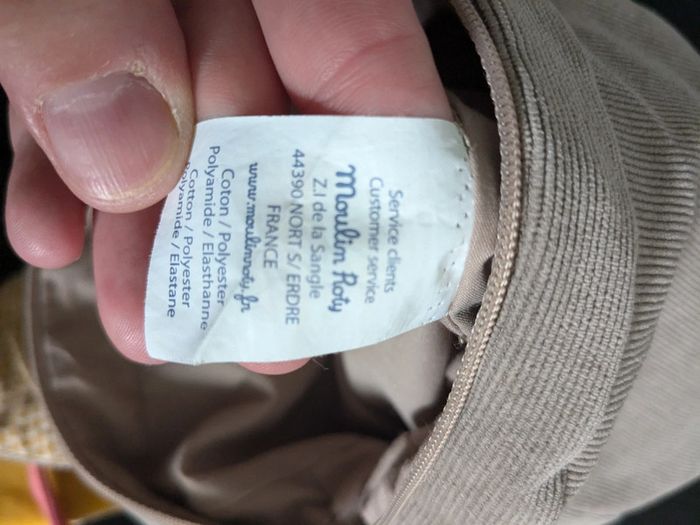 Service clients
Customer service
Moulin Roty
Z.I de la Sangle
44390 NORT S/ ERDRE
FRANCE
www.moulinroty.fr
Coton / Polyester
Polyamide / Elasthanne
Cotton / Polyester
Polyamide / Elastane